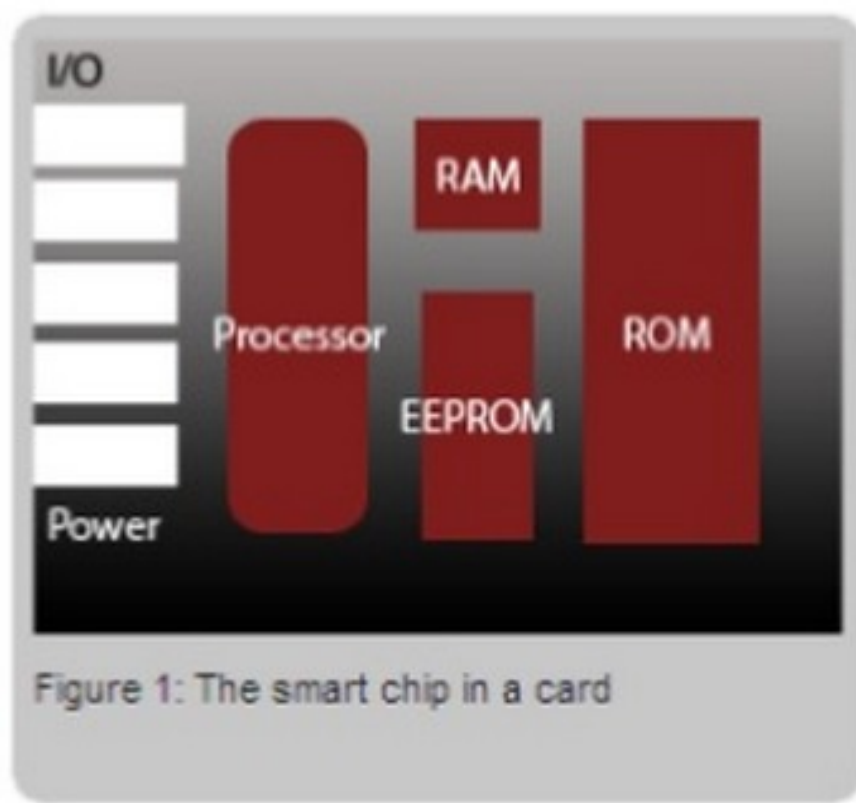 I/O
RAM
Processor
ROM
EEPROM
Power
Figure 1: The smart chip in a card